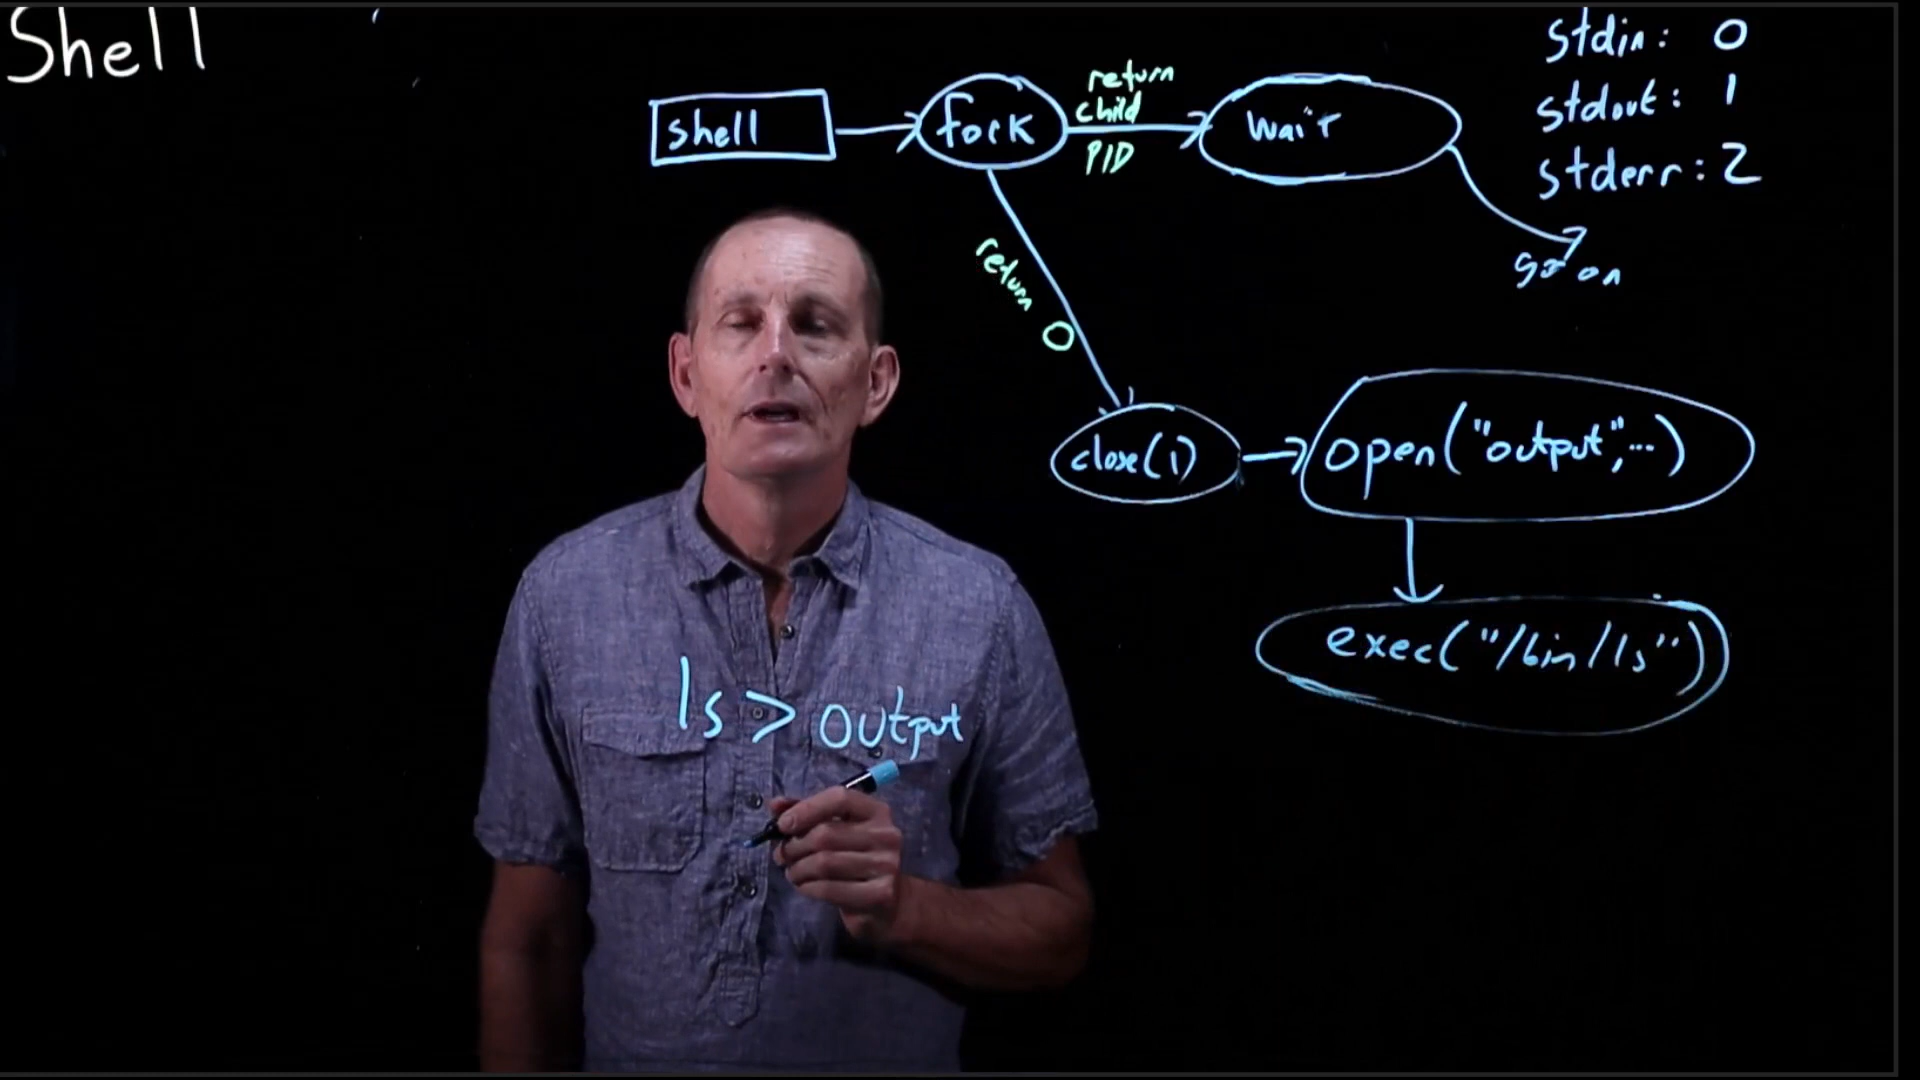 Shell
stdin: 0
stdout: 1
stderr: 2
shell
fork
return
child
PID
wait
go on
return 0
close(1)
open("output",...)
exec("/bin/ls")
ls > output